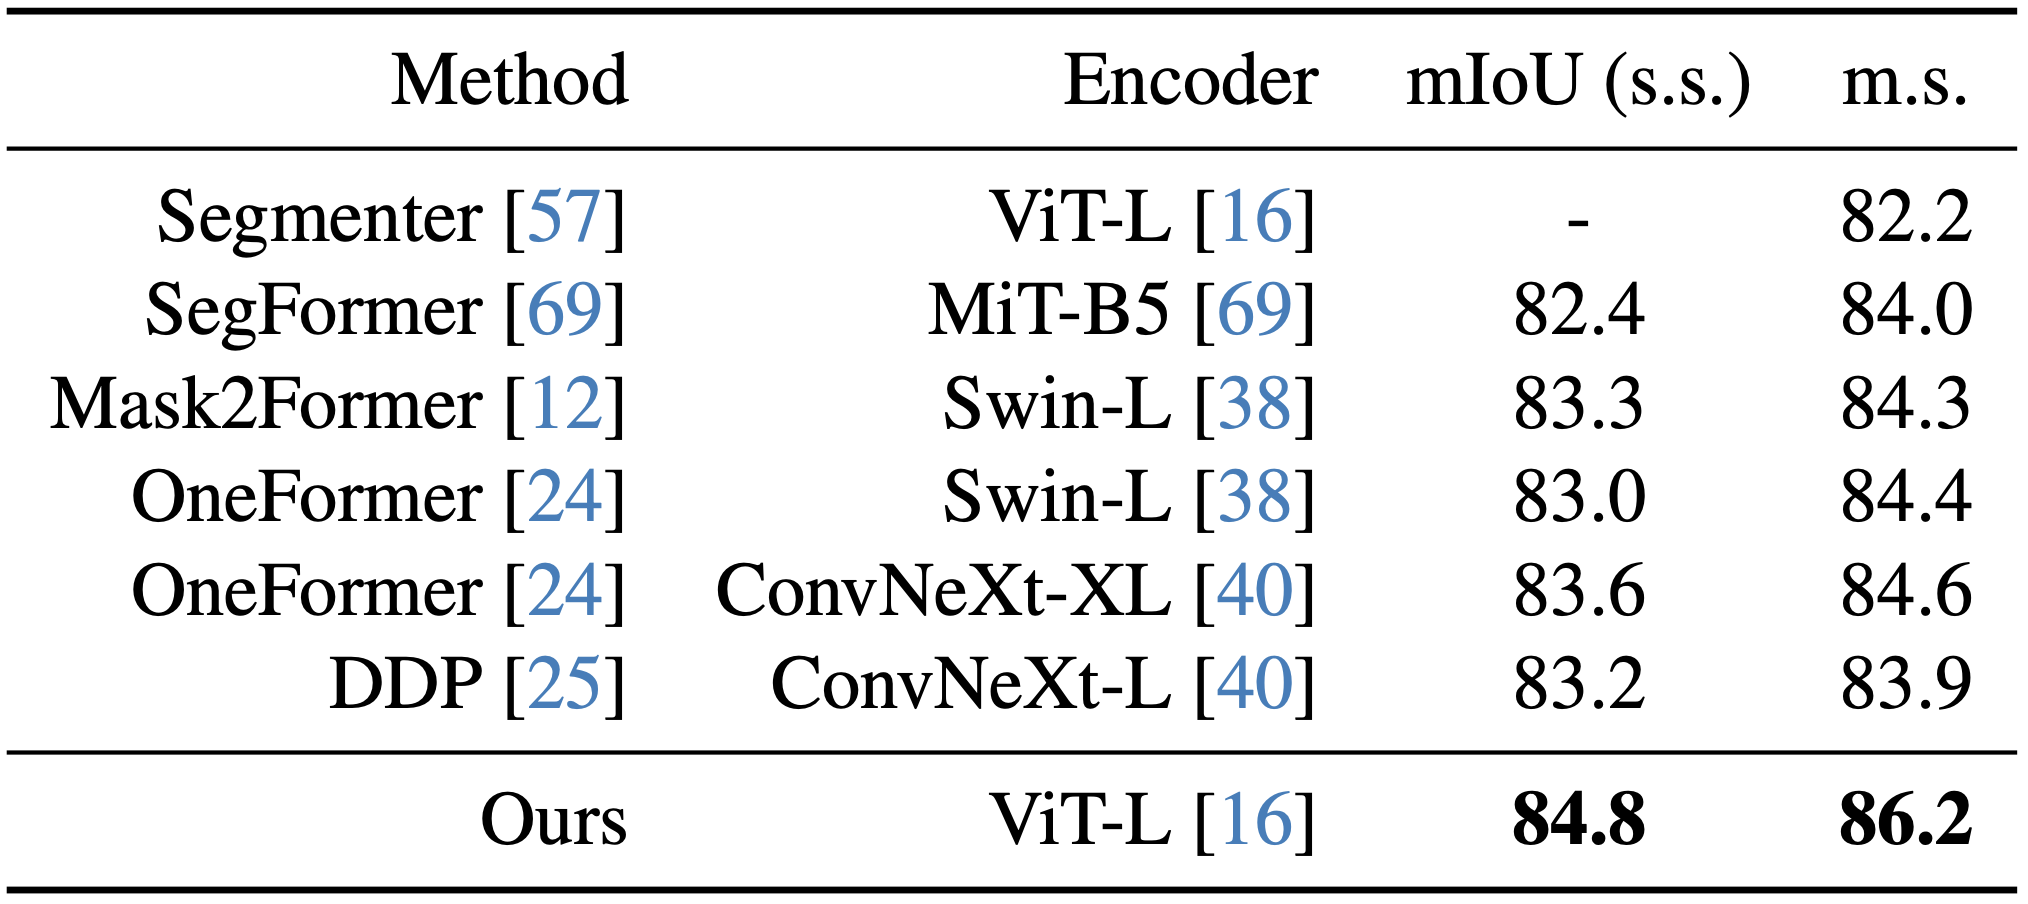 Method Encoder mIoU (s.s.) m.s.
Segmenter [57] ViT-L [16] - 82.2
SegFormer [69] MiT-B5 [69] 82.4 84.0
Mask2Former [12] Swin-L [38] 83.3 84.3
OneFormer [24] Swin-L [38] 83.0 84.4
OneFormer [24] ConvNeXt-XL [40] 83.6 84.6
DDP [25] ConvNeXt-L [40] 83.2 83.9
Ours ViT-L [16] 84.8 86.2